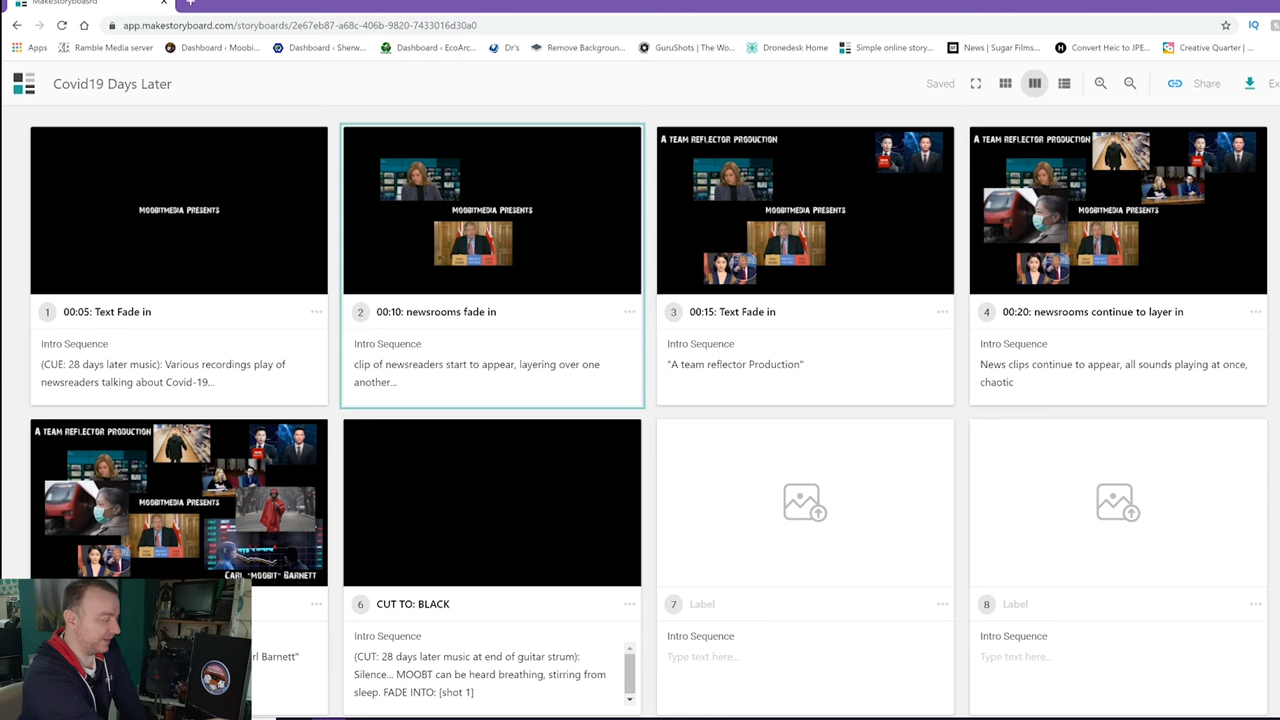 MakeStoryboard
app.makestoryboard.com/storyboards/2e67eb87-a68c-406b-9820-7433016d30a0
Apps
Ramble Media server
Dashboard ‹ Moobi...
Dashboard ‹ Sherw...
Dashboard ‹ EcoArc...
Dr's
Remove Backgroun...
GuruShots | The Wo...
Dronedesk Home
Simple online story...
News | Sugar Films...
Convert Heic to JPE...
Creative Quarter | ...
Covid19 Days Later
Saved
Share
Ex
MOOBITMEDIA PRESENTS
MOOBITMEDIA PRESENTS
A TEAM REFLECTOR PRODUCTION
MOOBITMEDIA PRESENTS
A TEAM REFLECTOR PRODUCTION
MOOBITMEDIA PRESENTS
1
00:05: Text Fade in
2
00:10: newsrooms fade in
3
00:15: Text Fade in
4
00:20: newsrooms continue to layer in
Intro Sequence
(CUE: 28 days later music): Various recordings play of
newsreaders talking about Covid-19...
Intro Sequence
clip of newsreaders start to appear, layering over one
another...
Intro Sequence
"A team reflector Production"
Intro Sequence
News clips continue to appear, all sounds playing at once,
chaotic
A TEAM REFLECTOR PRODUCTION
MOOBITMEDIA PRESENTS
CARL "MOOBIT" BARNETT
6
CUT TO: BLACK
7
Label
8
Label
rl Barnett"
Intro Sequence
(CUT: 28 days later music at end of guitar strum):
Silence... MOOBT can be heard breathing, stirring from
sleep. FADE INTO: [shot 1]
Intro Sequence
Type text here...
Intro Sequence
Type text here...